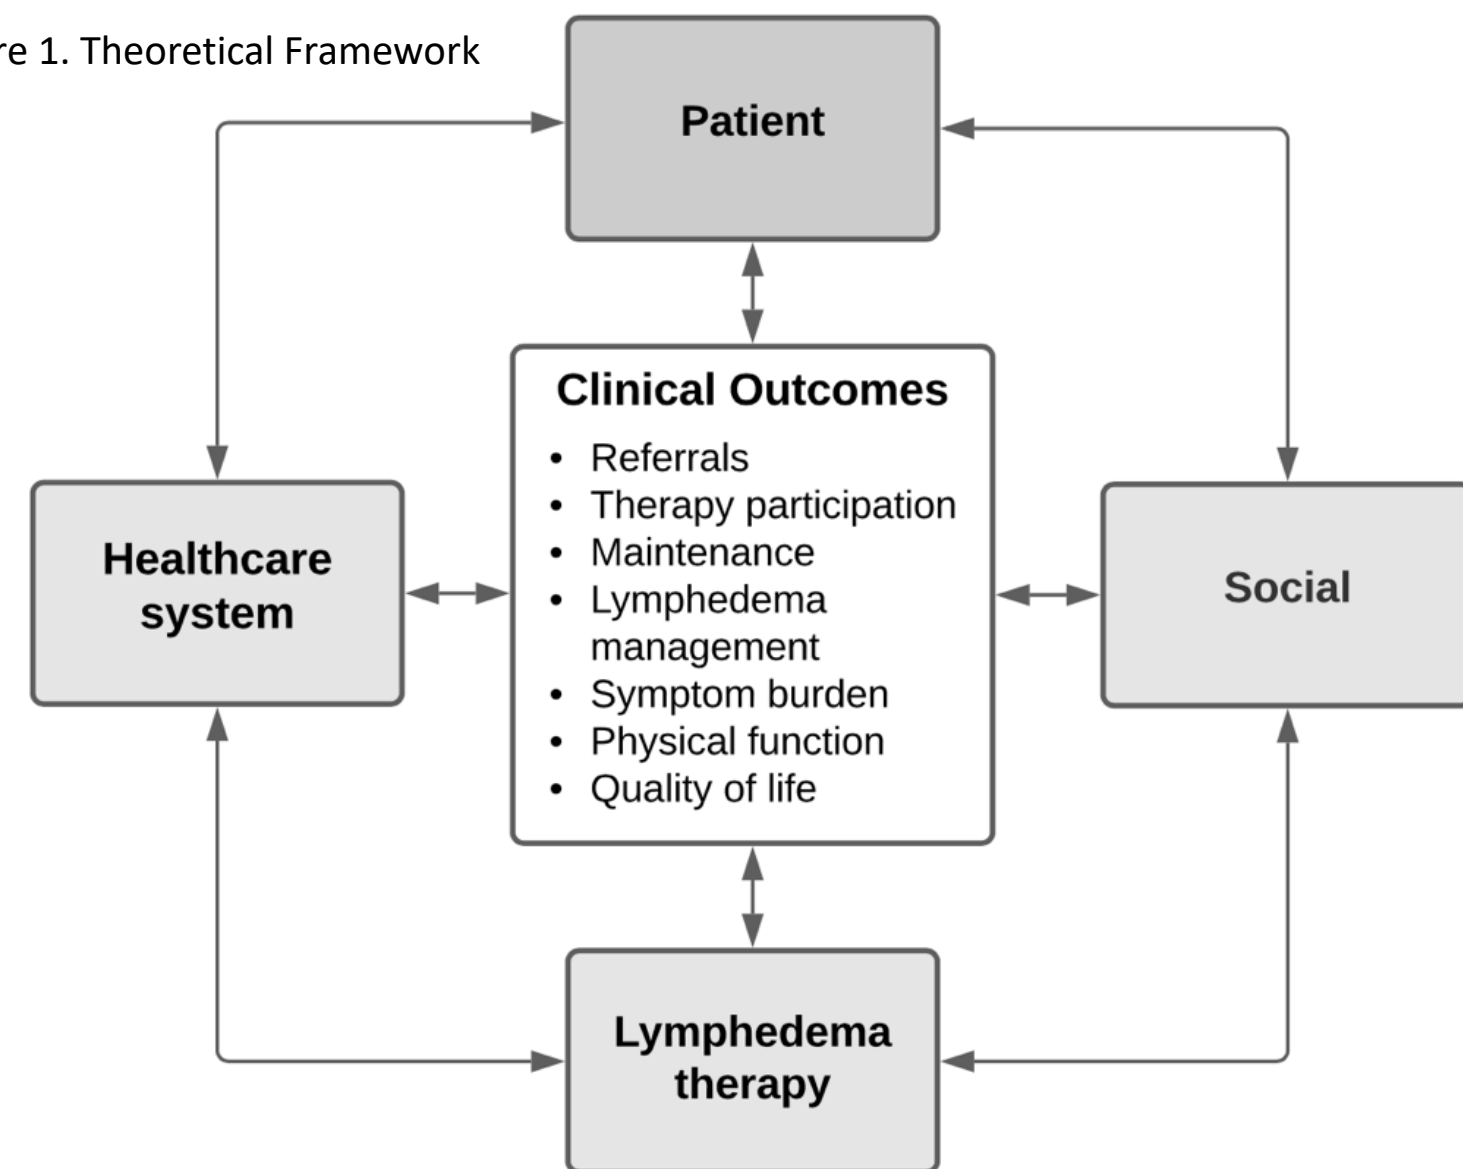 re 1. Theoretical Framework
Patient
Clinical Outcomes
• Referrals
• Therapy participation
• Maintenance
• Lymphedema
management
• Symptom burden
• Physical function
• Quality of life
Healthcare
system
Social
Lymphedema
therapy